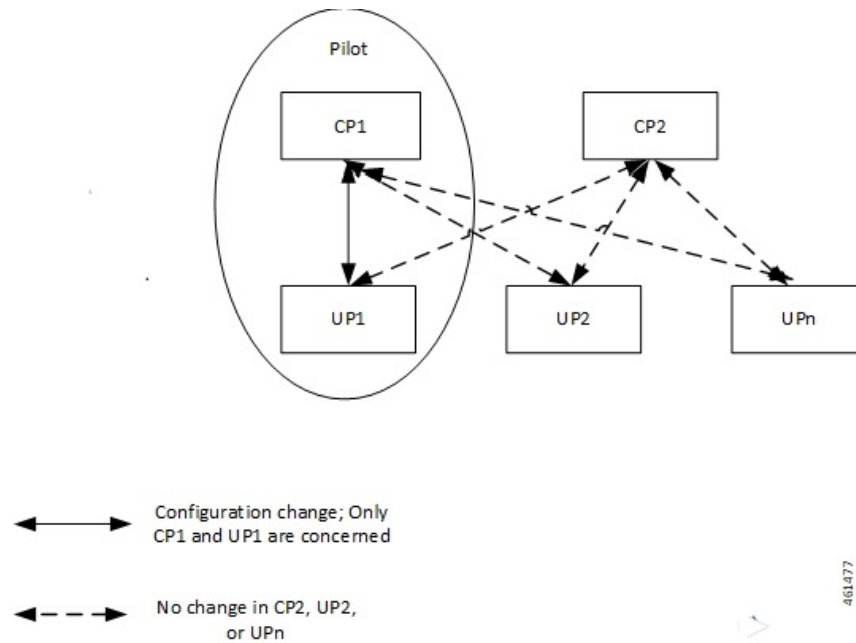 Pilot
CP1
CP2
UP1
UP2
UPn
Configuration change; Only
CP1 and UP1 are concerned
No change in CP2, UP2,
or UPn
461477